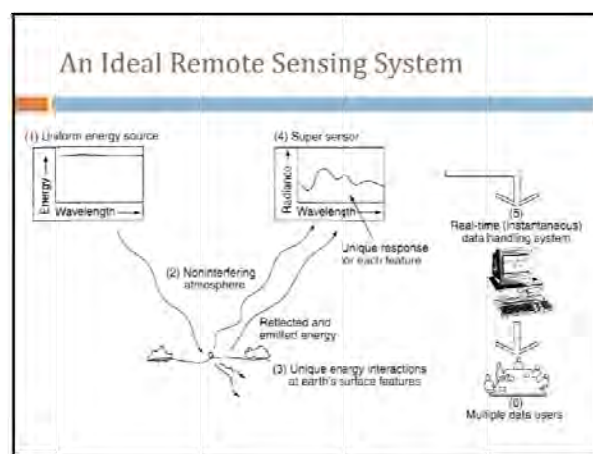 An Ideal Remote Sensing System
(1) Uniform energy source
Energy
Wavelength
(4) Super sensor
Radiance
Wavelength
Unique response
for each feature
(2) Noninterfering
atmosphere
Reflected and
emitted energy
(3) Unique energy interactions
at earth's surface features
(5)
Real-time (instantaneous)
data handling system
(6)
Multiple data users